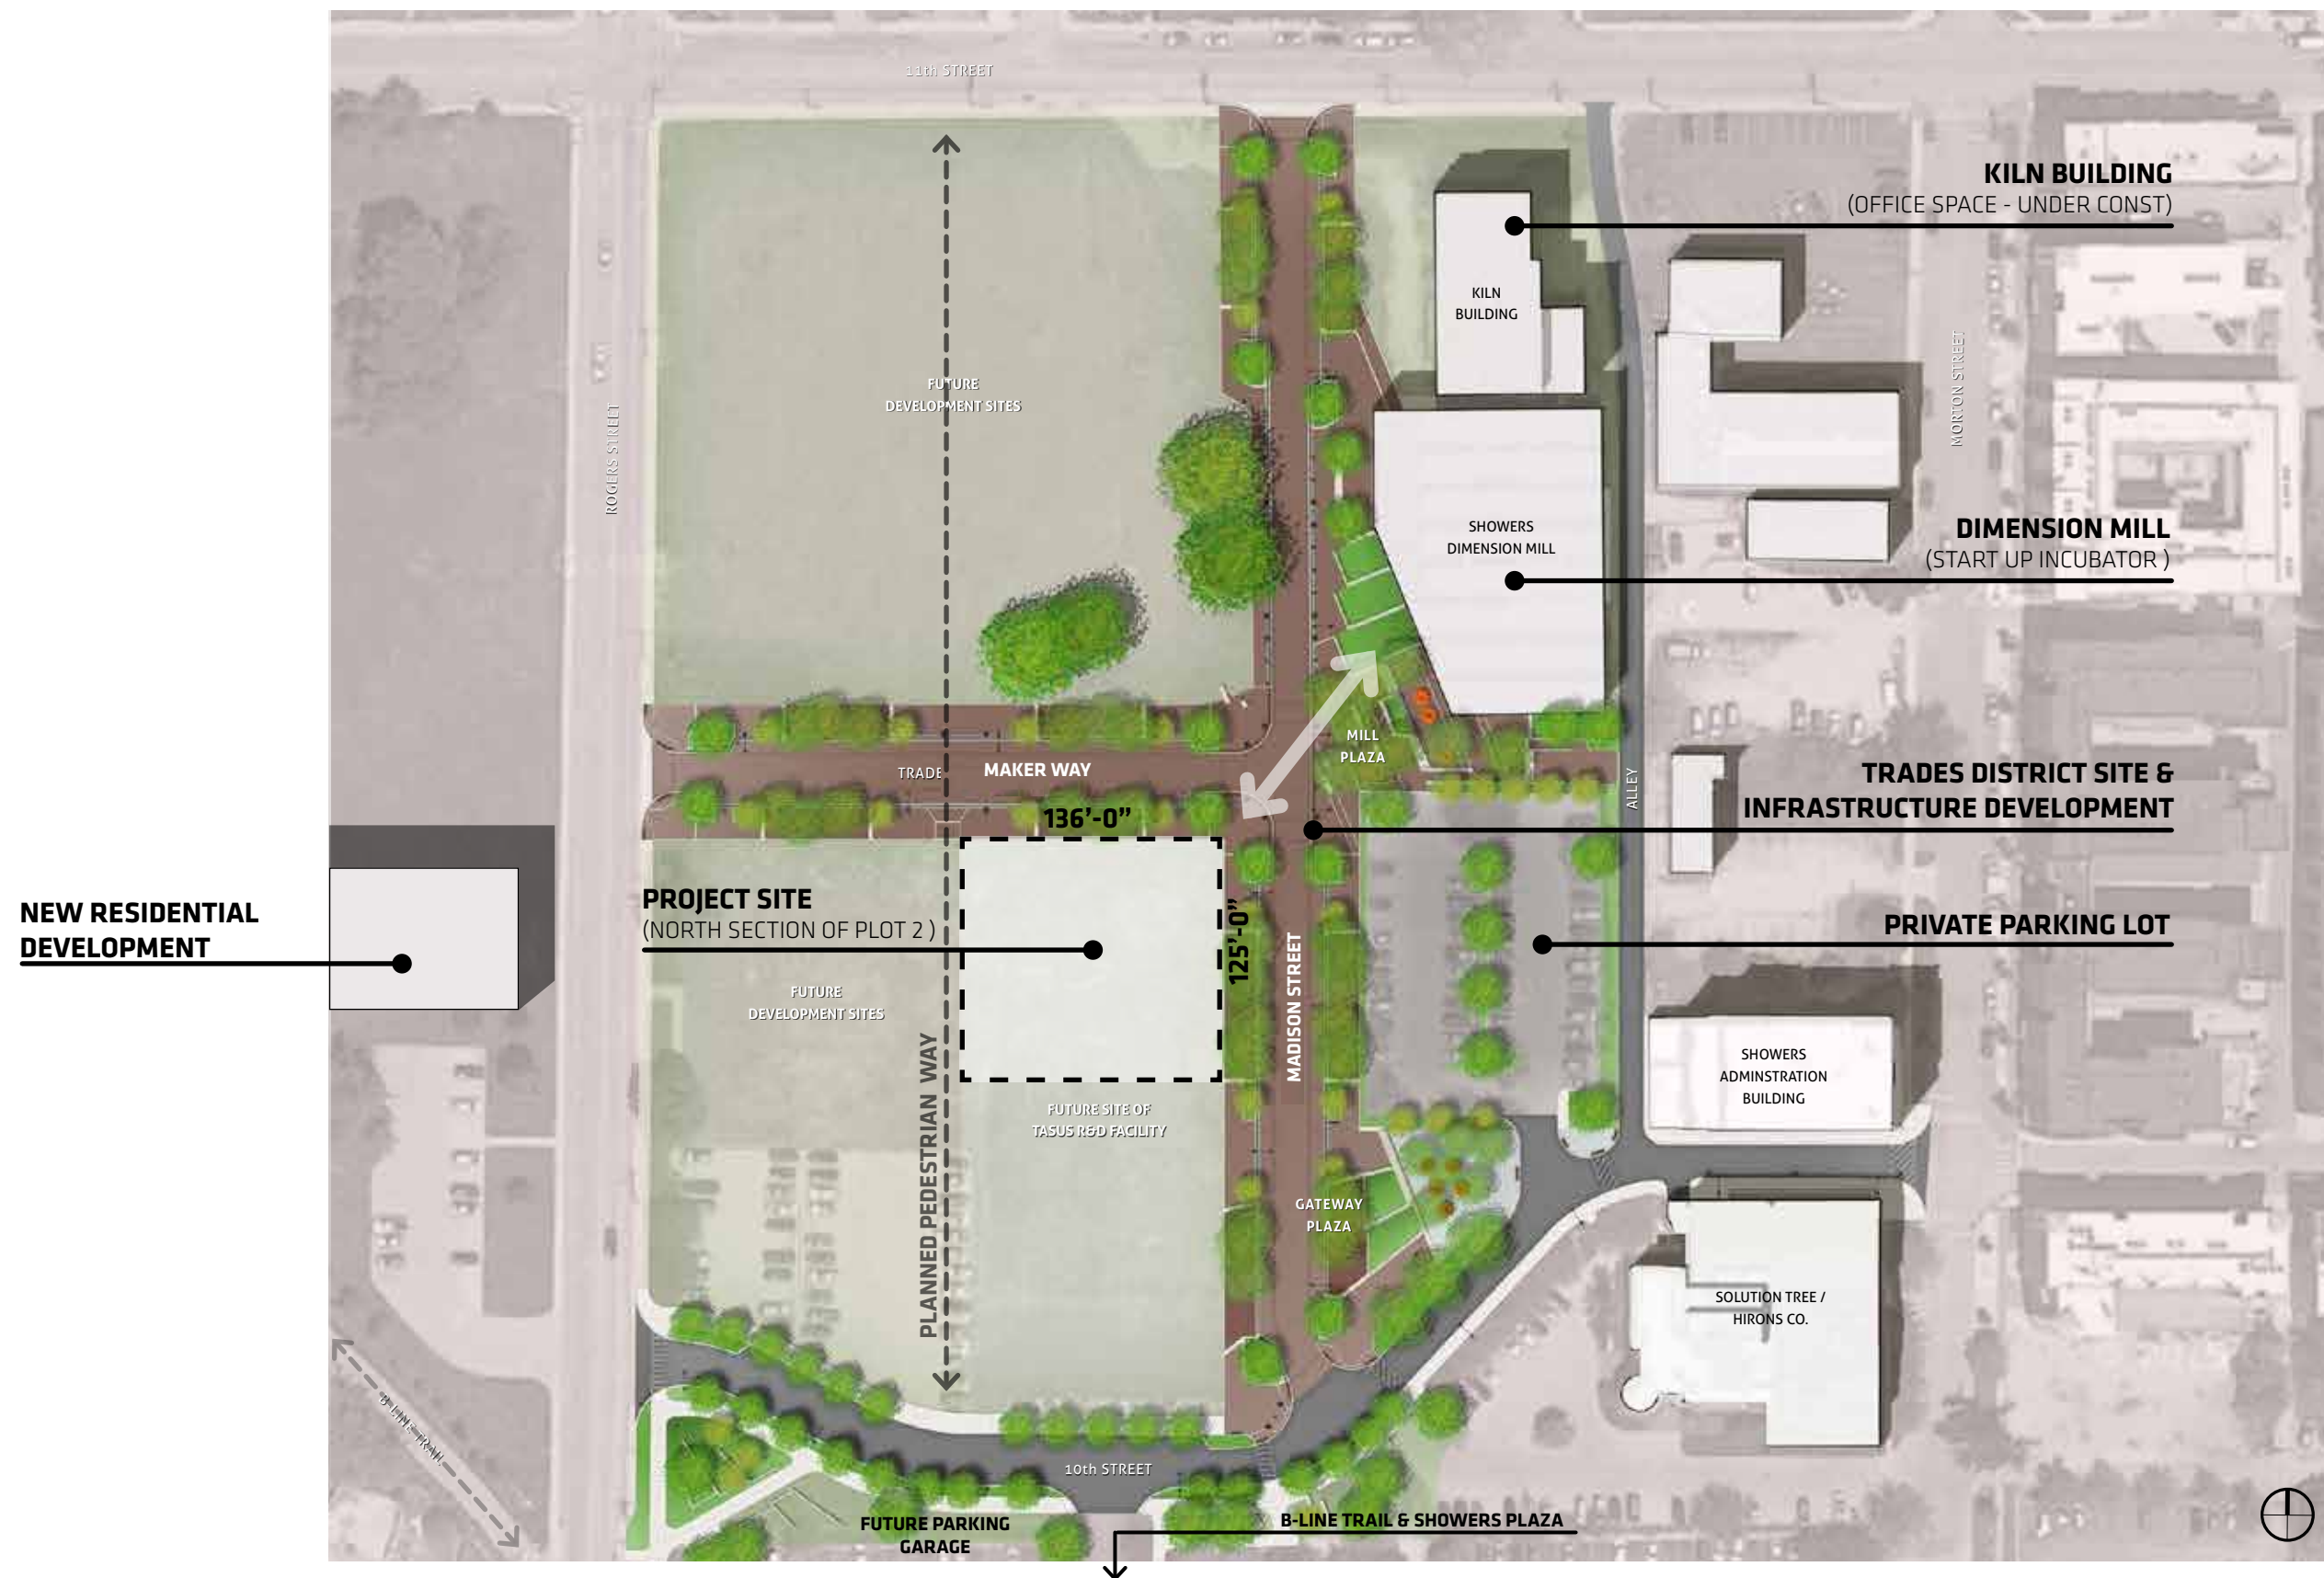 11th STREET
KILN BUILDING
(OFFICE SPACE - UNDER CONST)
KILN
BUILDING
FUTURE
DEVELOPMENT SITES
ROGERS STREET
MORTON STREET
SHOWERS
DIMENSION MILL
DIMENSION MILL
(START UP INCUBATOR )
MILL
PLAZA
TRADE
MAKER WAY
ALLEY
TRADES DISTRICT SITE &
INFRASTRUCTURE DEVELOPMENT
136’-0”
125’-0”
PROJECT SITE
(NORTH SECTION OF PLOT 2 )
NEW RESIDENTIAL
DEVELOPMENT
PRIVATE PARKING LOT
MADISON STREET
FUTURE
DEVELOPMENT SITES
PLANNED PEDESTRIAN WAY
SHOWERS
ADMINSTRATION
BUILDING
FUTURE SITE OF
TASUS R&D FACILITY
GATEWAY
PLAZA
SOLUTION TREE /
HIRONS CO.
B-LINE TRAIL
10th STREET
FUTURE PARKING
GARAGE
B-LINE TRAIL & SHOWERS PLAZA